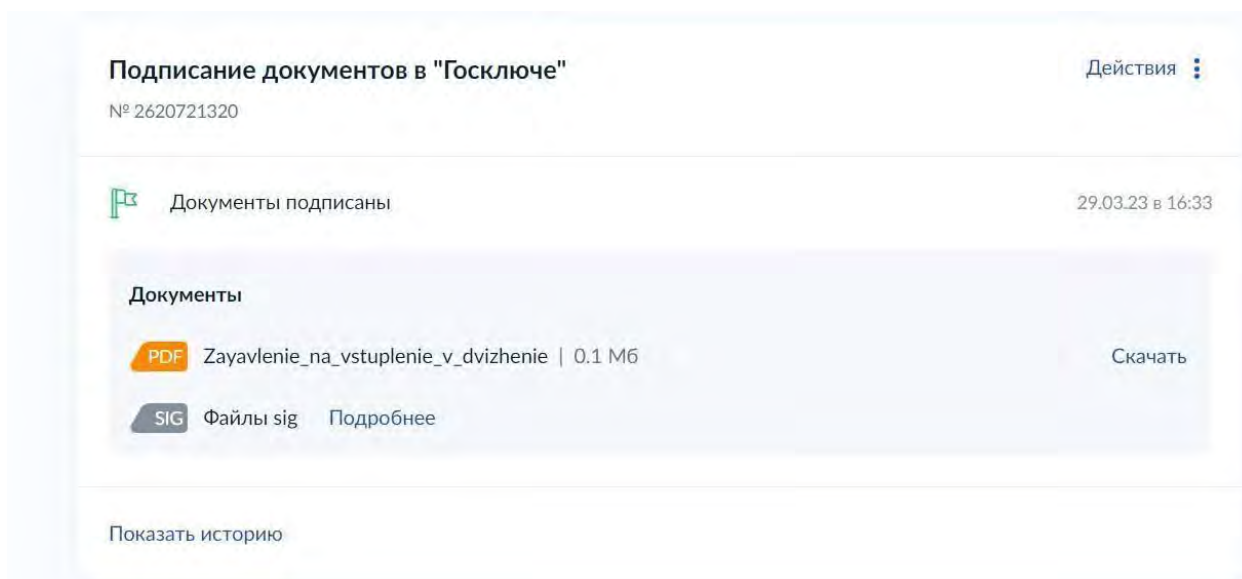 Подписание документов в "Госключе"
Действия
№ 2620721320
Документы подписаны
29.03.23 в 16:33
Документы
PDF Zayavlenie_na_vstuplenie_v_dvizhenie | 0.1 Мб
Скачать
SIG Файлы sig Подробнее
Показать историю